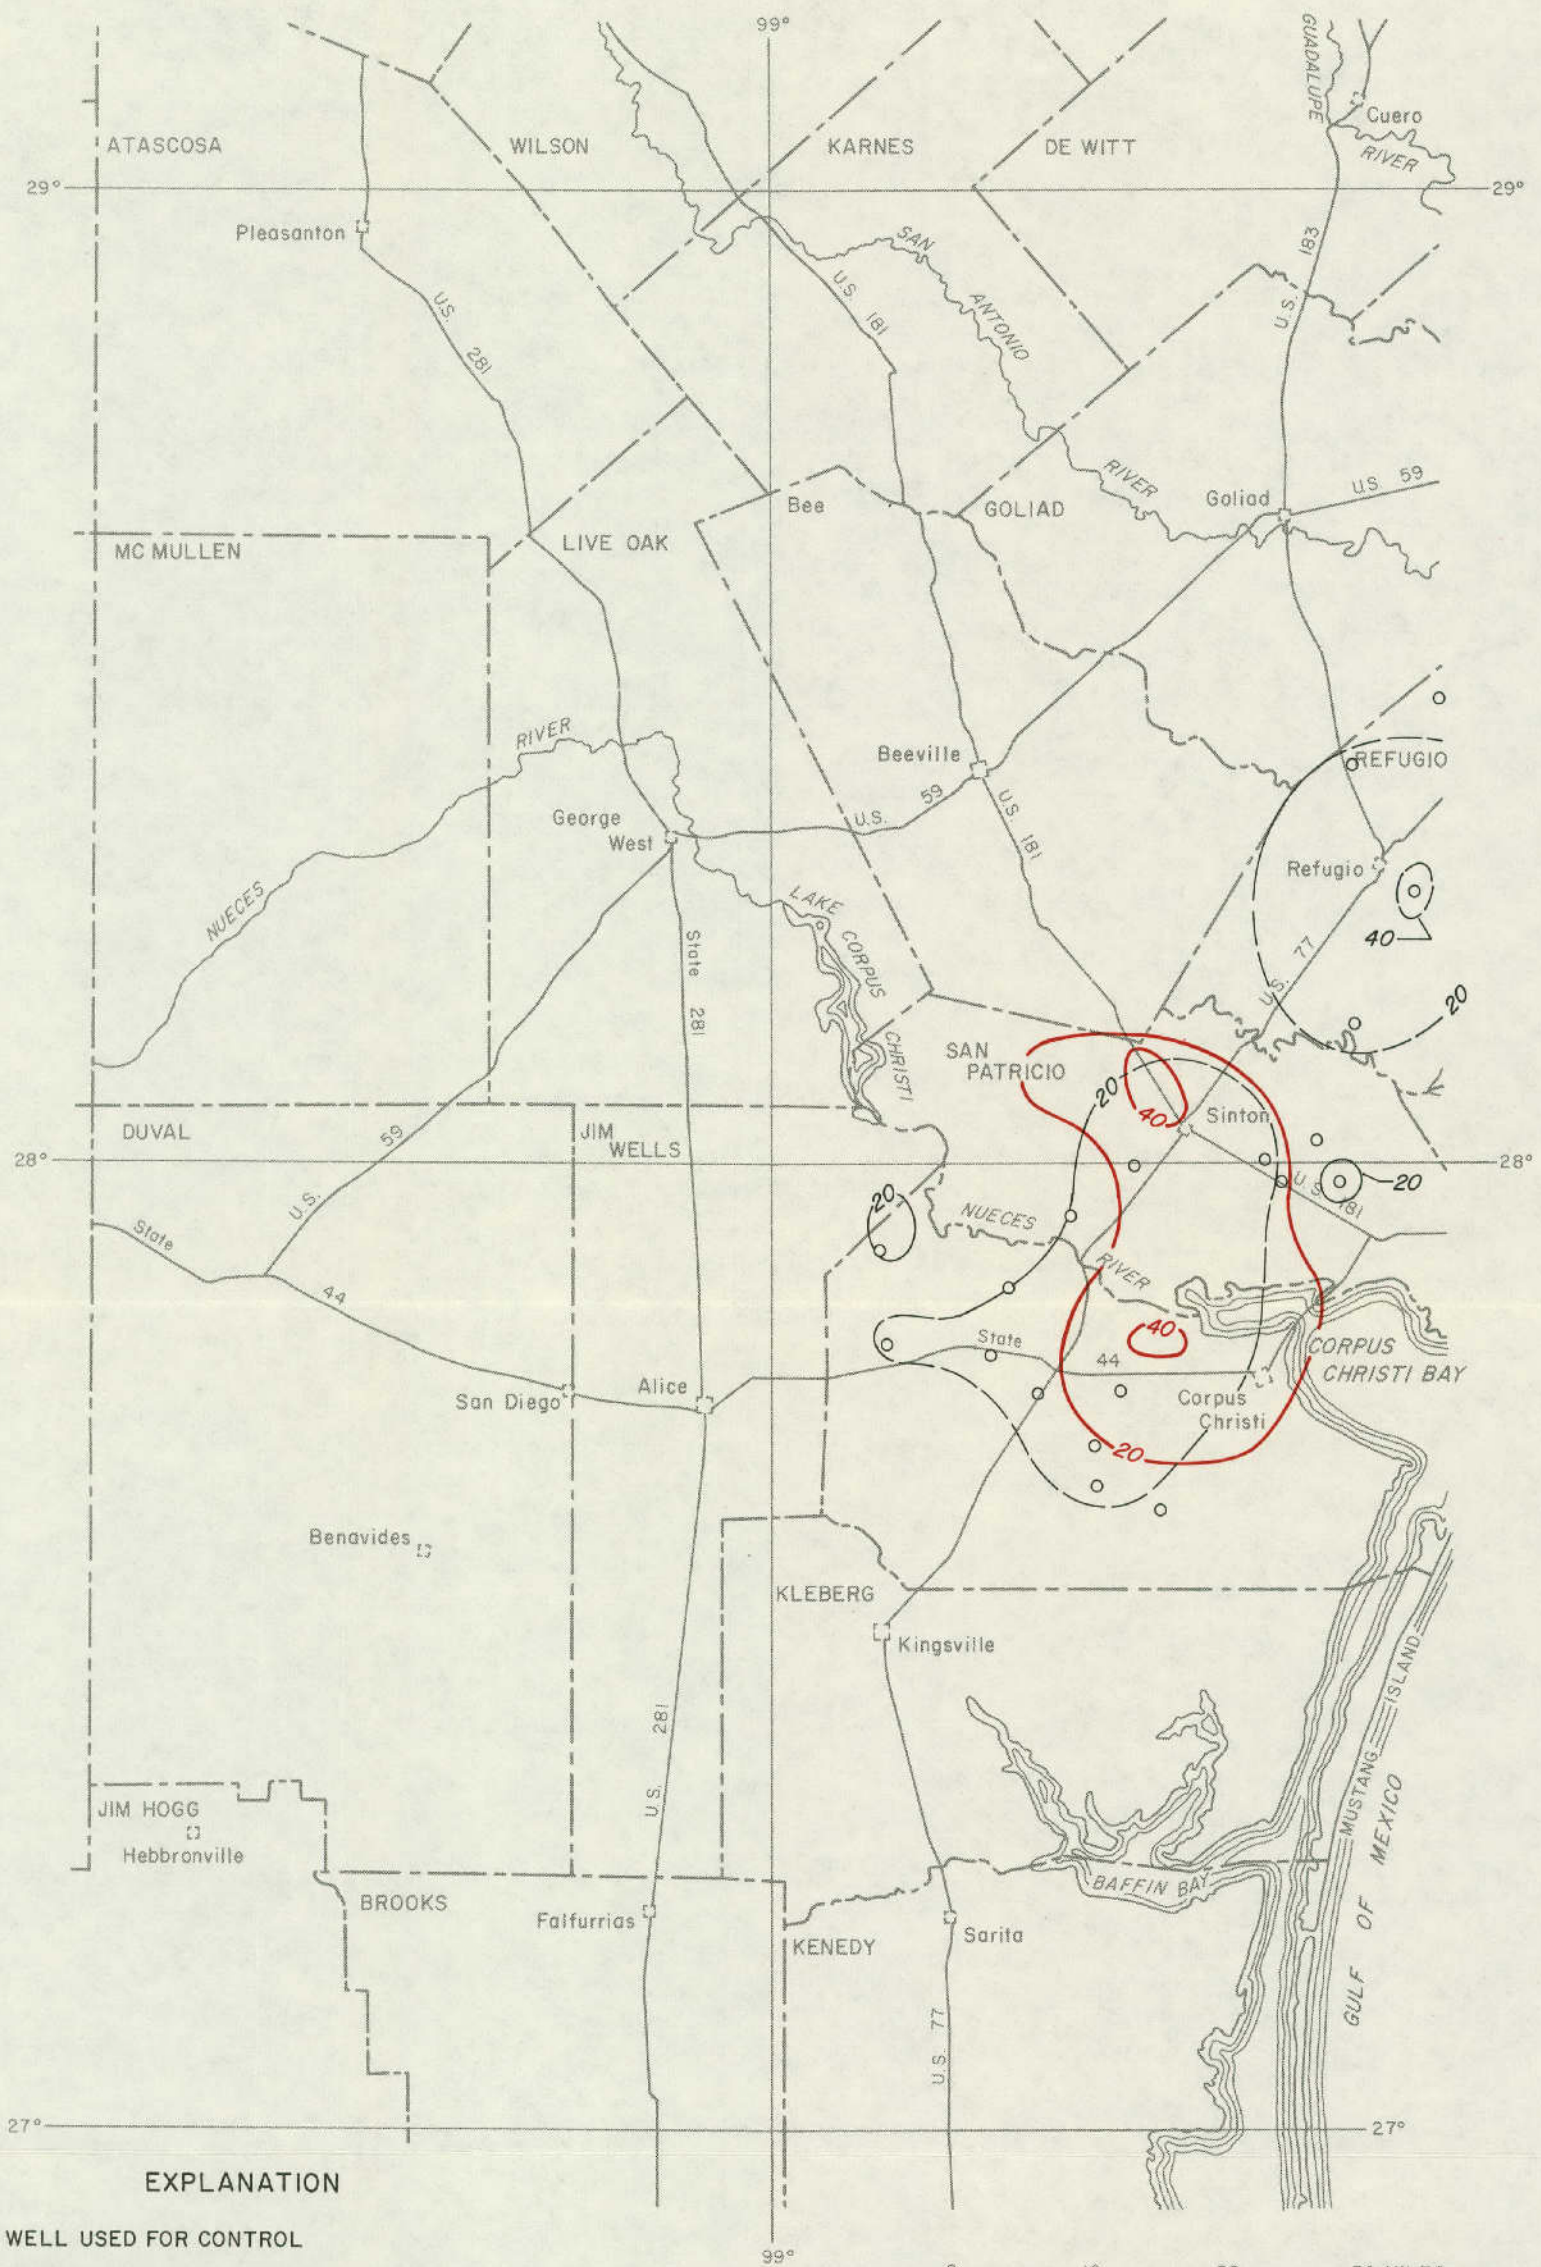 99°
GUADALUPE
Cuero
RIVER
ATASCOSA
WILSON
KARNES
DE WITT
29°
29°
Pleasanton
SAN
ANTONIO
RIVER
183
U.S.
U.S.
281
U.S.
181
Bee
GOLIAD
Goliad
US 59
MC MULLEN
LIVE OAK
RIVER
NUECES
Beeville
REFUGIO
George
West
U.S.
59
U.S.
181
Refugio
40
LAKE
CORPUS
CHRISTI
State
281
77
U.S.
20
SAN
PATRICIO
20
40
Sinton
DUVAL
JIM
WELLS
59
U.S.
28°
28°
20
U.S.
181
20
NUECES
RIVER
State
44
40
State
44
CORPUS
CHRISTI BAY
San Diego
Alice
Corpus
Christi
20
Benavides
KLEBERG
Kingsville
281
U.S.
MUSTANG ISLAND
GULF OF MEXICO
JIM HOGG
Hebbronville
BAFFIN BAY
BROOKS
Falfurrias
KENEDY
Sarita
U.S. 77
27°
27°
EXPLANATION
WELL USED FOR CONTROL
99°